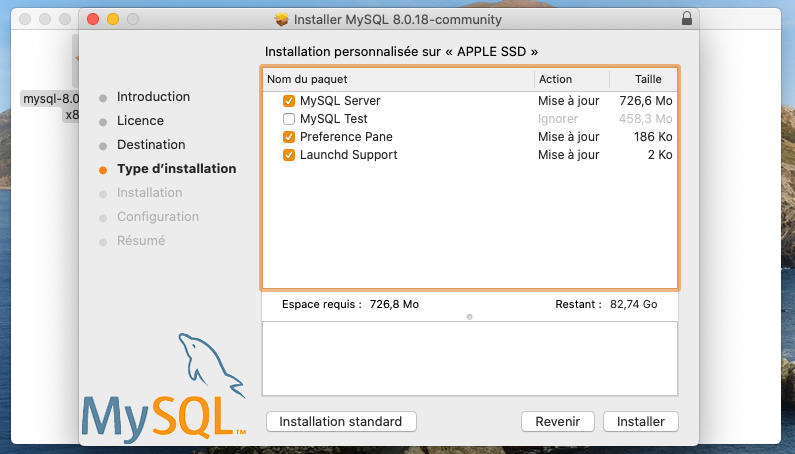 Installer MySQL 8.0.18-community
mysql-8.0
x8
Introduction
Licence
Destination
Type d’installation
Installation
Configuration
Résumé
Installation personnalisée sur « APPLE SSD »
Nom du paquet Action Taille
MySQL Server Mise à jour 726,6 Mo
MySQL Test Ignorer 458,3 Mo
Preference Pane Mise à jour 186 Ko
Launchd Support Mise à jour 2 Ko
Espace requis : 726,8 Mo Restant : 82,74 Go
MySQL™
Installation standard Revenir Installer